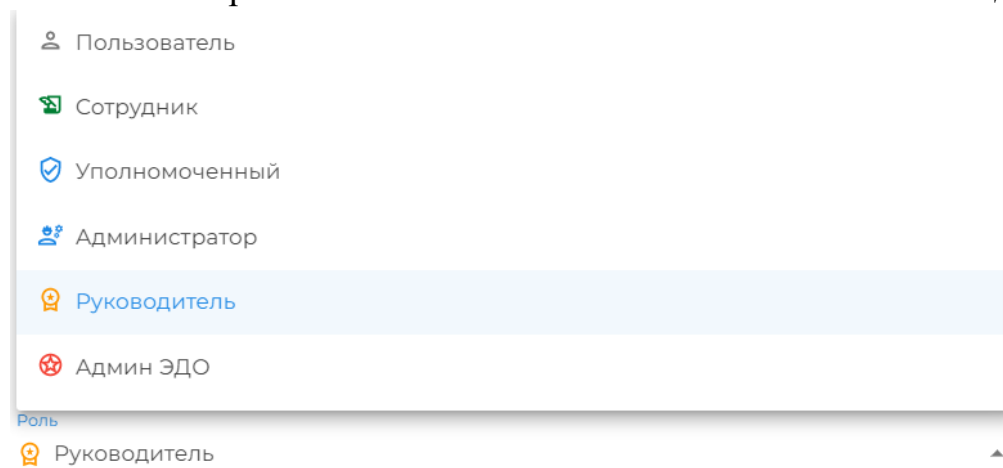 Пользователь
Сотрудник
Уполномоченный
Администратор
Руководитель
Админ ЭДО
Роль
Руководитель